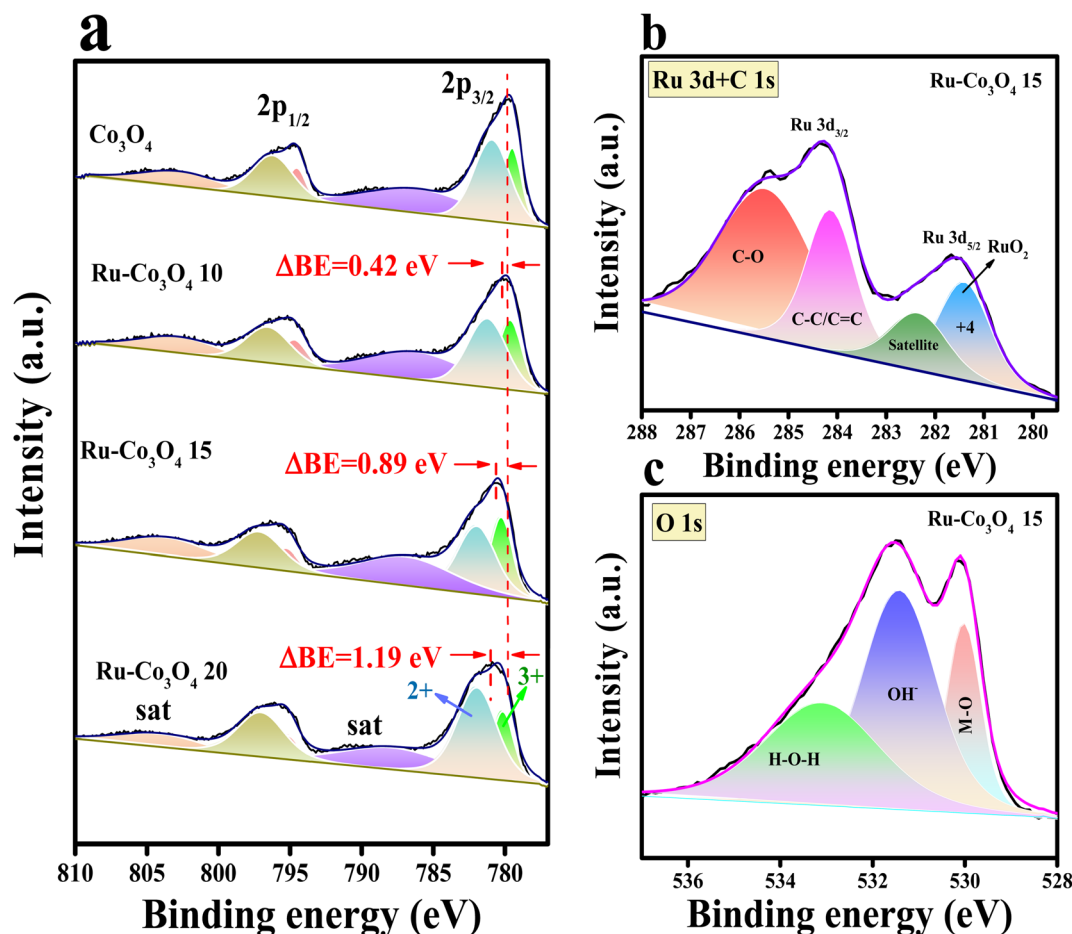 a
Co₃O₄
2p₁/₂
2p₃/₂
Ru-Co₃O₄ 10
ΔBE=0.42 eV
Ru-Co₃O₄ 15
ΔBE=0.89 eV
Ru-Co₃O₄ 20
ΔBE=1.19 eV
2+
3+
sat
sat
Intensity (a.u.)
810 805 800 795 790 785 780
Binding energy (eV)
b
Ru 3d+C 1s
Ru-Co₃O₄ 15
Ru 3d₃/₂
Ru 3d₅/₂
RuO₂
C-O
C-C/C=C
Satellite
+4
Intensity (a.u.)
288 287 286 285 284 283 282 281 280
Binding energy (eV)
c
O 1s
Ru-Co₃O₄ 15
OH⁻
M-O
H-O-H
Intensity (a.u.)
536 534 532 530 528
Binding energy (eV)